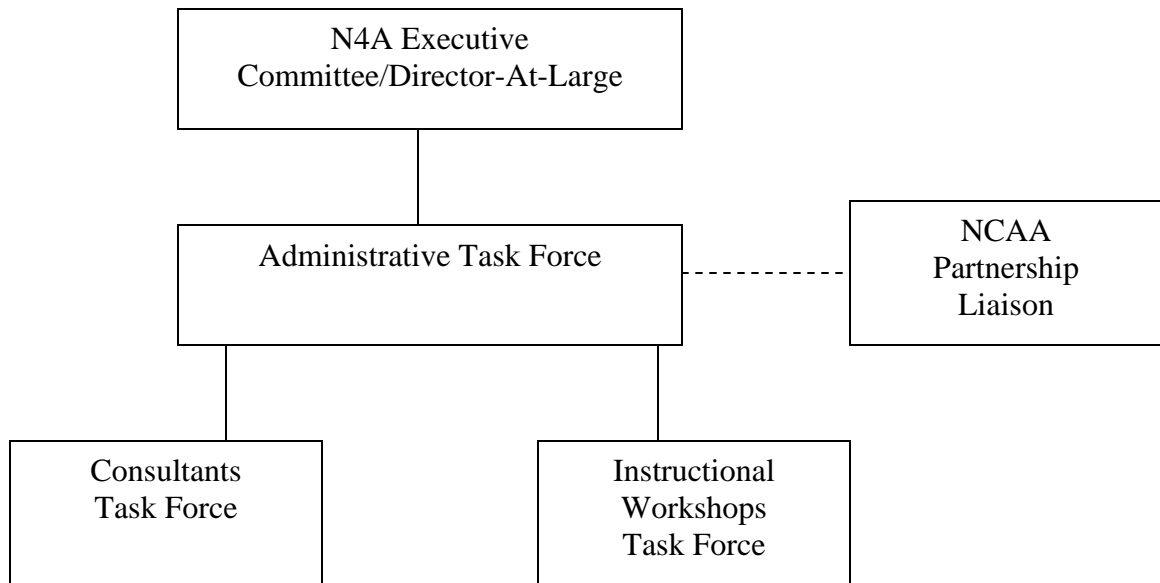 N4A Executive
Committee/Director-At-Large
Administrative Task Force
NCAA
Partnership
Liaison
Consultants
Task Force
Instructional
Workshops
Task Force